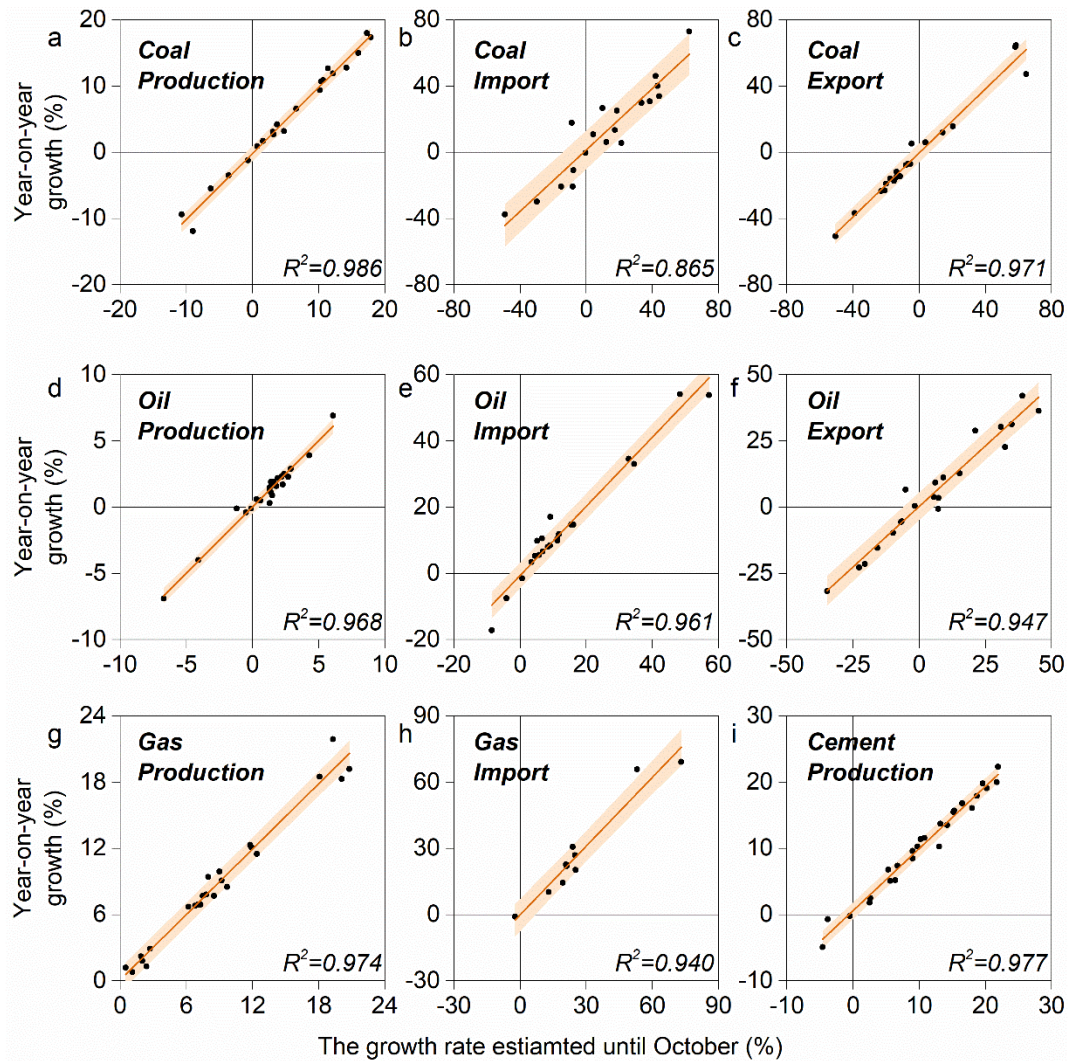 a
Coal
Production
20
10
0
-10
-20
-20
-10
0
10
20
R²=0.986
b
Coal
Import
80
40
0
-40
-80
-80
-40
0
40
80
R²=0.865
c
Coal
Export
80
40
0
-40
-80
-80
-40
0
40
80
R²=0.971
Year-on-year
growth (%)
d
Oil
Production
10
5
0
-5
-10
-10
-5
0
5
10
R²=0.968
e
Oil
Import
60
40
20
0
-20
-20
0
20
40
60
R²=0.961
f
Oil
Export
50
25
0
-25
-50
-50
-25
0
25
50
R²=0.947
Year-on-year
growth (%)
g
Gas
Production
24
18
12
6
0
0
6
12
18
24
R²=0.974
h
Gas
Import
90
60
30
0
-30
-30
0
30
60
90
R²=0.940
i
Cement
Production
30
20
10
0
-10
-10
0
10
20
30
R²=0.977
Year-on-year
growth (%)
The growth rate estiamted until October (%)